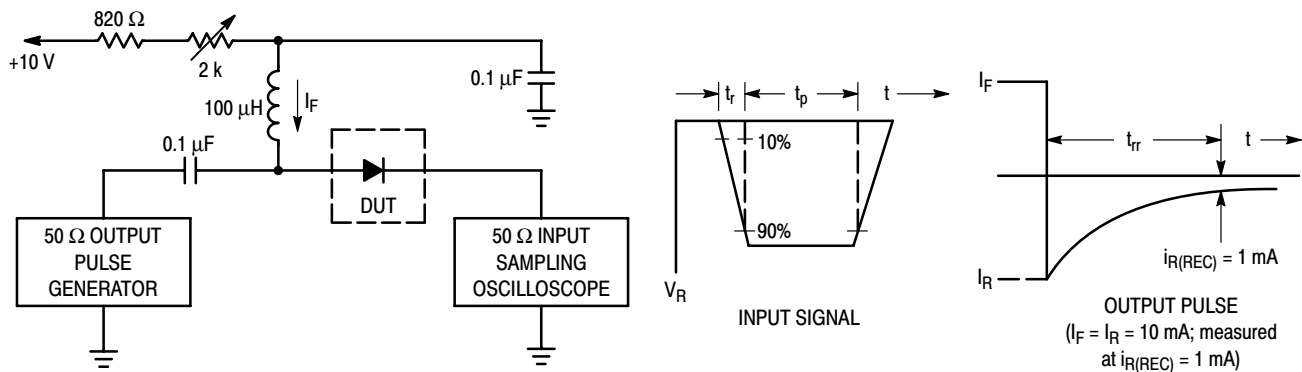 820 Ω
+10 V
2 k
0.1 µF
100 µH
I_F
0.1 µF
DUT
50 Ω OUTPUT
PULSE
GENERATOR
50 Ω INPUT
SAMPLING
OSCILLOSCOPE
t_r
t_p
t
10%
90%
V_R
INPUT SIGNAL
I_F
t_rr
t
I_R
i_R(REC) = 1 mA
OUTPUT PULSE
(I_F = I_R = 10 mA; measured
at i_R(REC) = 1 mA)